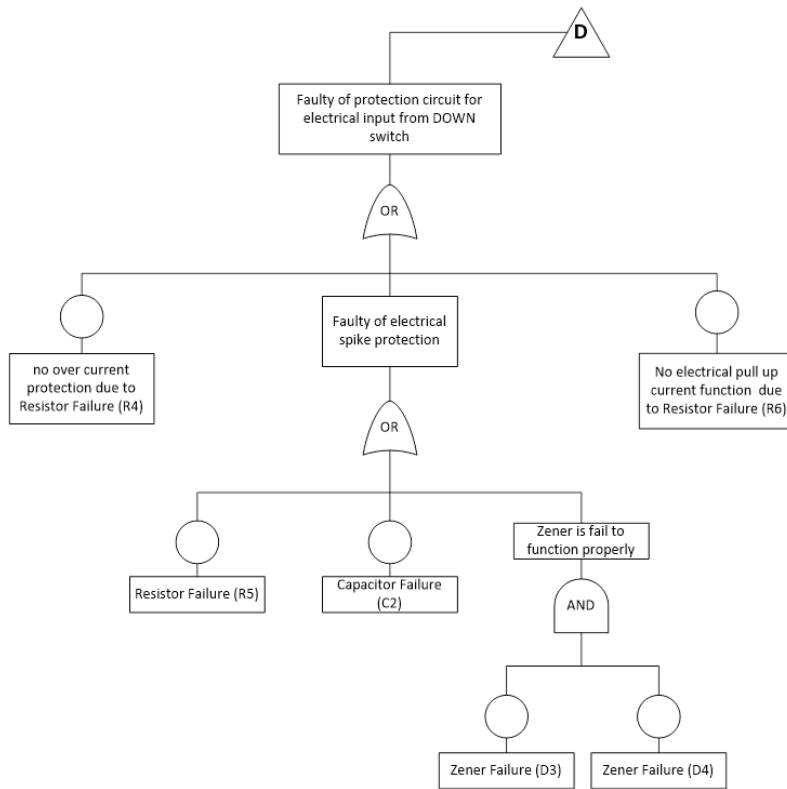 D
Faulty of protection circuit for
electrical input from DOWN
switch
OR
no over current
protection due to
Resistor Failure (R4)
Faulty of electrical
spike protection
No electrical pull up
current function due
to Resistor Failure (R6)
OR
Resistor Failure (R5)
Capacitor Failure
(C2)
Zener is fail to
function properly
AND
Zener Failure (D3)
Zener Failure (D4)